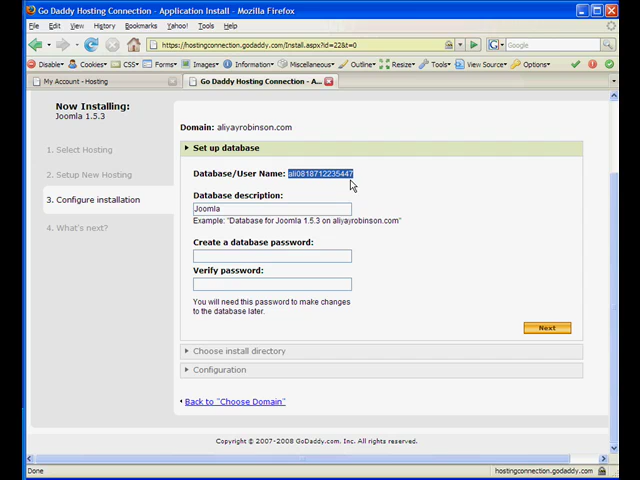 Go Daddy Hosting Connection - Application Install - Mozilla Firefox
File Edit View History Bookmarks Yahoo! Tools Help
https://hostingconnection.godaddy.com/Install.aspx?id=22&t=0
Google
Disable Cookies CSS Forms Images Information Miscellaneous Outline Resize Tools View Source Options
My Account - Hosting
Go Daddy Hosting Connection - A...
Now Installing:
Joomla 1.5.3
1. Select Hosting
2. Setup New Hosting
3. Configure installation
4. What's next?
Domain: aliyayrobinson.com
Set up database
Database/User Name: ali0818712235447
Database description:
Joomla
Example: "Database for Joomla 1.5.3 on aliyayrobinson.com"
Create a database password:
Verify password:
You will need this password to make changes
to the database later.
Next
Choose install directory
Configuration
Back to "Choose Domain"
Copyright © 2007-2008 GoDaddy.com. Inc. All rights reserved.
Done
hostingconnection.godaddy.com